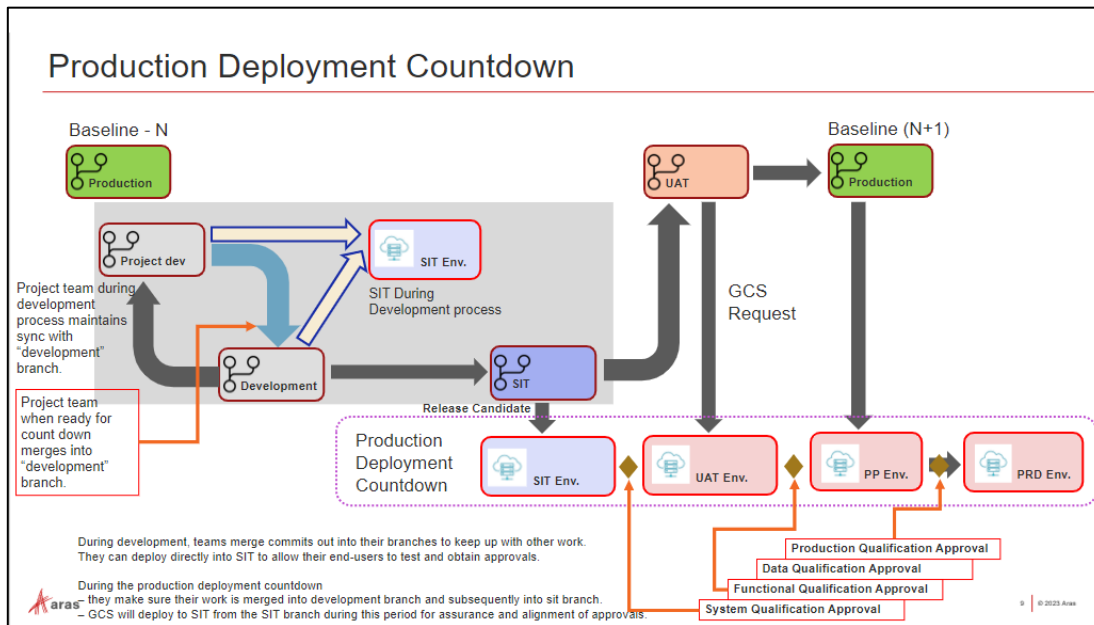 Production Deployment Countdown
Baseline - N
Baseline (N+1)
Production
UAT
Production
Project dev
SIT Env.
Project team during
development
process maintains
sync with
“development”
branch.
SIT During
Development process
GCS
Request
Development
SIT
Release Candidate
Project team
when ready for
count down
merges into
“development”
branch.
Production
Deployment
Countdown
SIT Env.
UAT Env.
PP Env.
PRD Env.
During development, teams merge commits out into their branches to keep up with other work.
They can deploy directly into SIT to allow their end-users to test and obtain approvals.
During the production deployment countdown
– they make sure their work is merged into development branch and subsequently into sit branch.
– GCS will deploy to SIT from the SIT branch during this period for assurance and alignment of approvals.
Production Qualification Approval
Data Qualification Approval
Functional Qualification Approval
System Qualification Approval
aras
9
© 2023 Aras